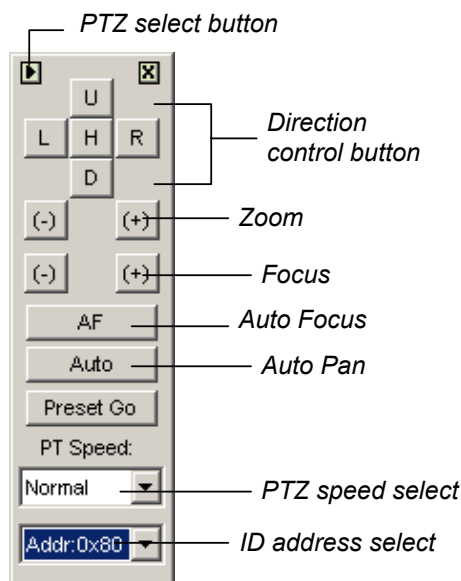 PTZ select button
X
U
L H R
Direction
control button
D
(-) (+) Zoom
(-) (+) Focus
AF Auto Focus
Auto Auto Pan
Preset Go
PT Speed:
Normal PTZ speed select
Addr:0x80 ID address select